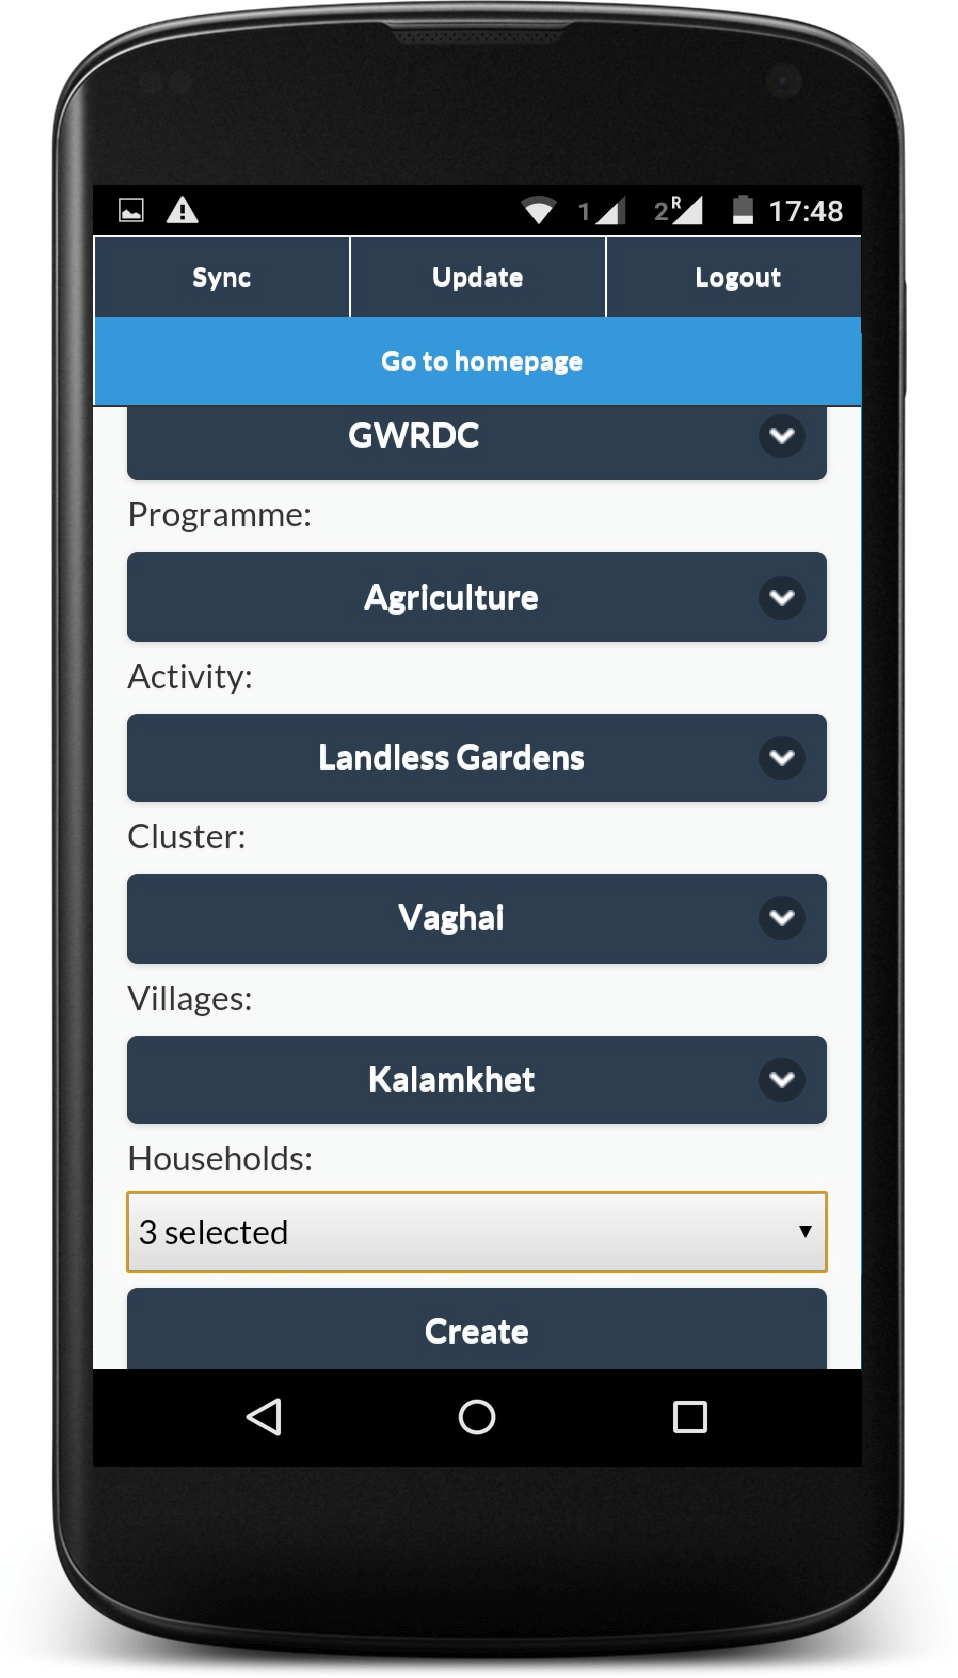 1 2 R 17:48
Sync Update Logout
Go to homepage
GWRDC
Programme:
Agriculture
Activity:
Landless Gardens
Cluster:
Vaghai
Villages:
Kalamkhet
Households:
3 selected
Create